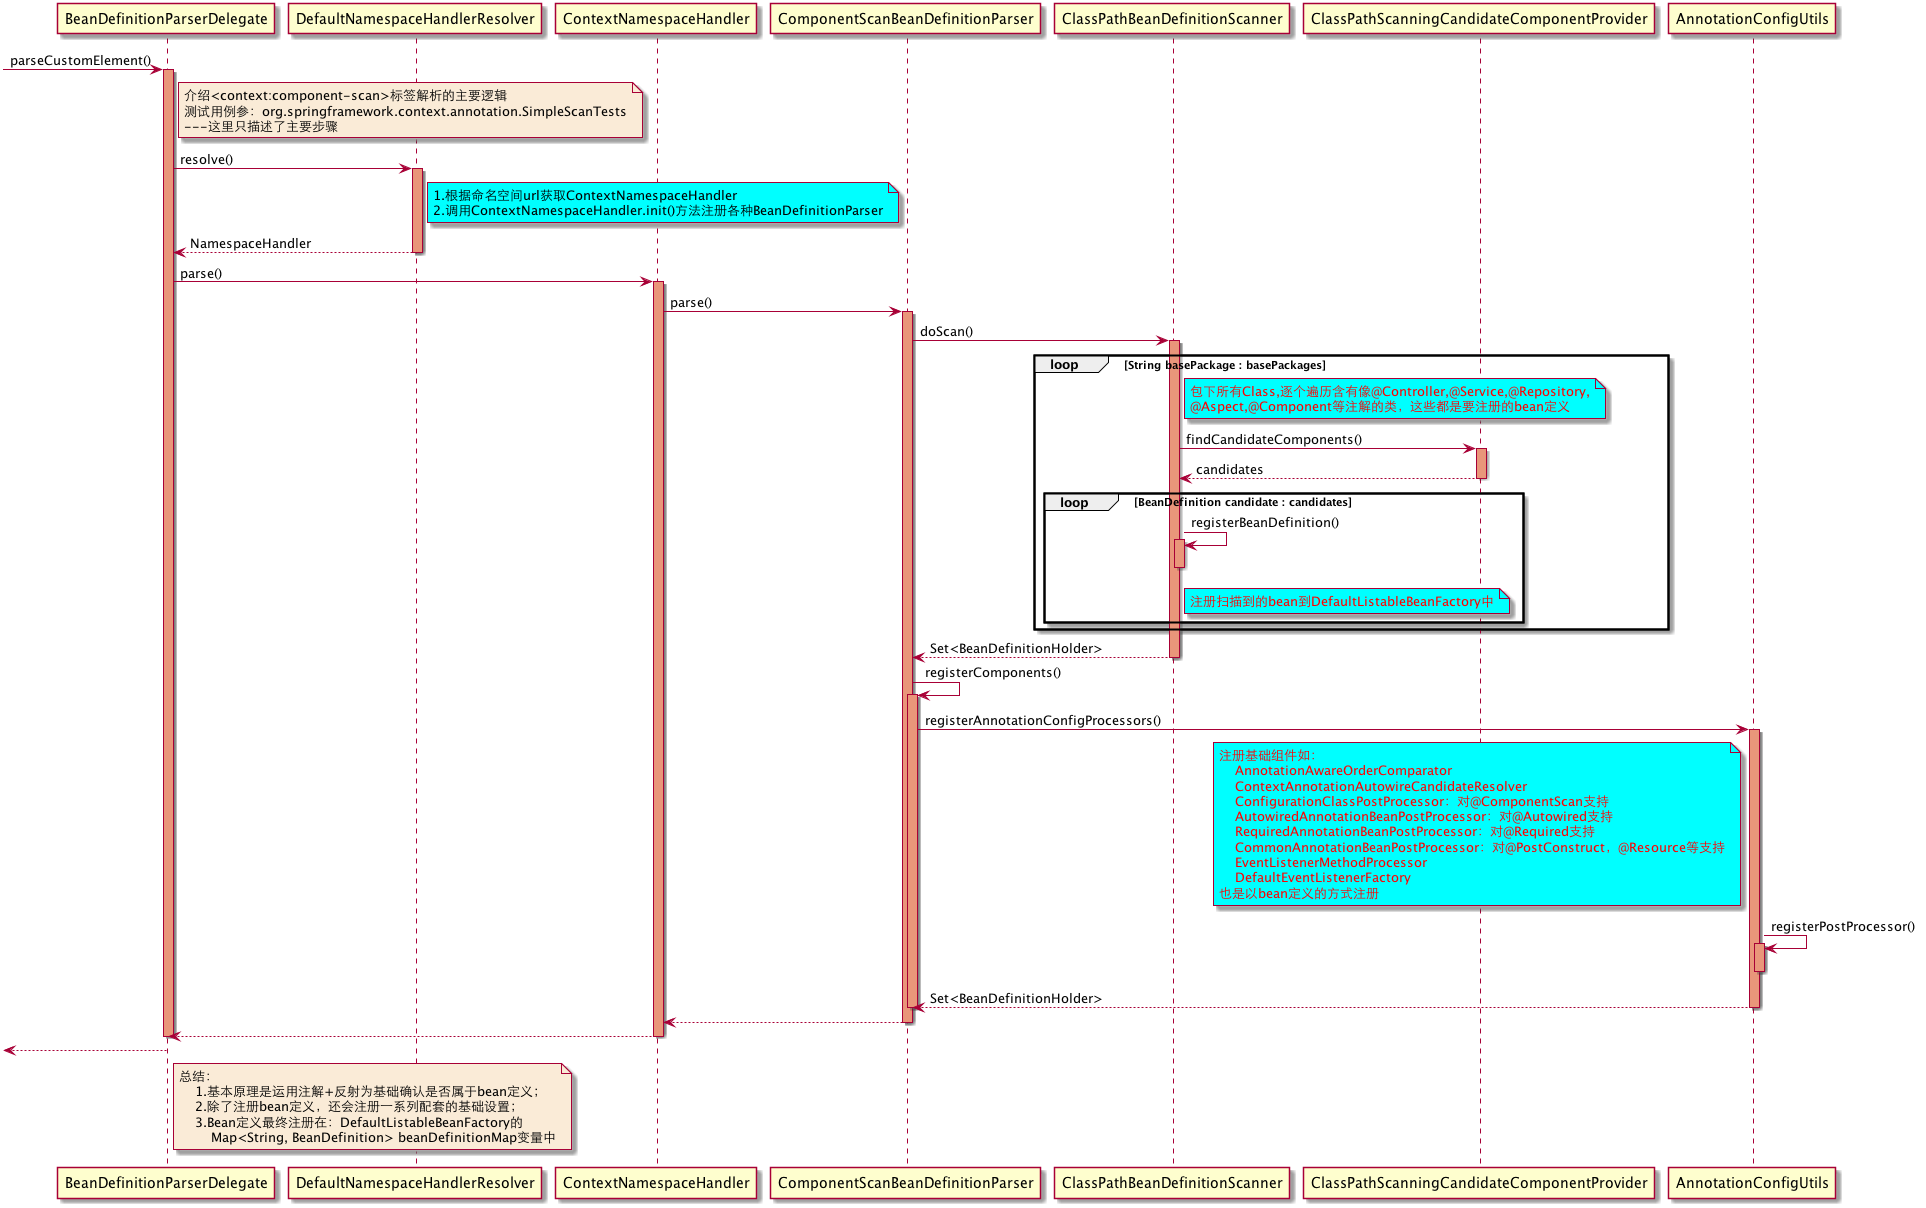 BeanDefinitionParserDelegate
DefaultNamespaceHandlerResolver
ContextNamespaceHandler
ComponentScanBeanDefinitionParser
ClassPathBeanDefinitionScanner
ClassPathScanningCandidateComponentProvider
AnnotationConfigUtils
parseCustomElement()
介绍<context:component-scan>标签解析的主要逻辑
测试用例参：org.springframework.context.annotation.SimpleScanTests
---这里只描述了主要步骤
resolve()
1.根据命名空间url获取ContextNamespaceHandler
2.调用ContextNamespaceHandler.init()方法注册各种BeanDefinitionParser
NamespaceHandler
parse()
parse()
doScan()
loop [String basePackage : basePackages]
包下所有Class,逐个遍历含有像@Controller,@Service,@Repository,
@Aspect,@Component等注解的类，这些都是要注册的bean定义
findCandidateComponents()
candidates
loop [BeanDefinition candidate : candidates]
registerBeanDefinition()
注册扫描到的bean到DefaultListableBeanFactory中
Set<BeanDefinitionHolder>
registerComponents()
registerAnnotationConfigProcessors()
注册基础组件如：
AnnotationAwareOrderComparator
ContextAnnotationAutowireCandidateResolver
ConfigurationClassPostProcessor：对@ComponentScan支持
AutowiredAnnotationBeanPostProcessor：对@Autowired支持
RequiredAnnotationBeanPostProcessor：对@Required支持
CommonAnnotationBeanPostProcessor：对@PostConstruct，@Resource等支持
EventListenerMethodProcessor
DefaultEventListenerFactory
也是以bean定义的方式注册
registerPostProcessor()
Set<BeanDefinitionHolder>
总结：
1.基本原理是运用注解+反射为基础确认是否属于bean定义；
2.除了注册bean定义，还会注册一系列配套的基础设置；
3.Bean定义最终注册在：DefaultListableBeanFactory的
Map<String, BeanDefinition> beanDefinitionMap变量中
BeanDefinitionParserDelegate
DefaultNamespaceHandlerResolver
ContextNamespaceHandler
ComponentScanBeanDefinitionParser
ClassPathBeanDefinitionScanner
ClassPathScanningCandidateComponentProvider
AnnotationConfigUtils